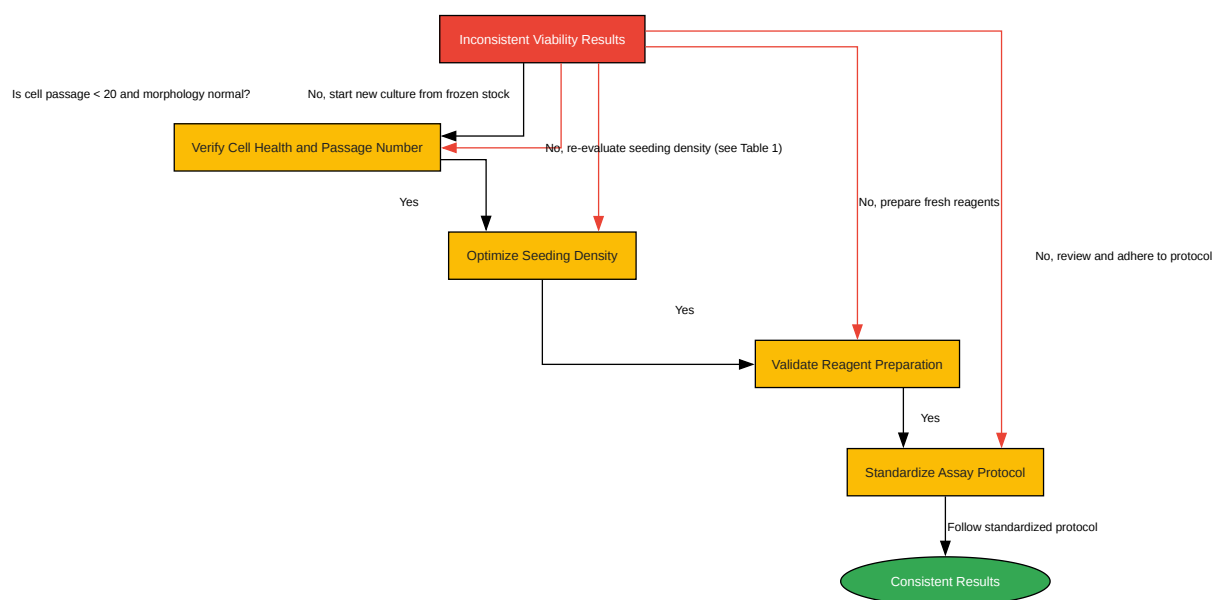 Inconsistent Viability Results
Is cell passage < 20 and morphology normal?
No, start new culture from frozen stock
Verify Cell Health and Passage Number
No, re-evaluate seeding density (see Table 1)
Yes
No, prepare fresh reagents
Optimize Seeding Density
No, review and adhere to protocol
Yes
Validate Reagent Preparation
Yes
Standardize Assay Protocol
Follow standardized protocol
Consistent Results